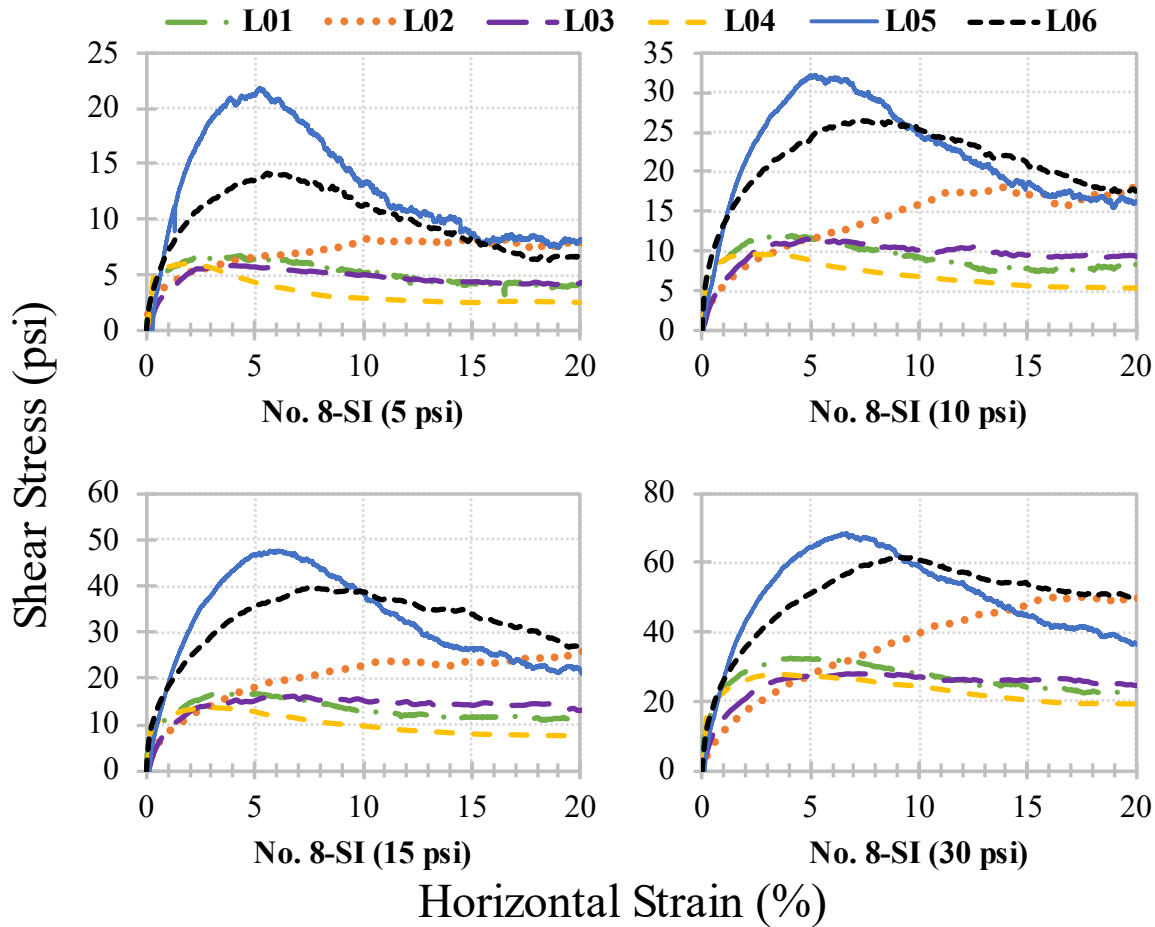 L01 L02 L03 L04 L05 L06
Shear Stress (psi)
25
20
15
10
5
0
0 5 10 15 20
No. 8-SI (5 psi)
35
30
25
20
15
10
5
0
0 5 10 15 20
No. 8-SI (10 psi)
60
50
40
30
20
10
0
0 5 10 15 20
No. 8-SI (15 psi)
80
60
40
20
0
0 5 10 15 20
No. 8-SI (30 psi)
Horizontal Strain (%)